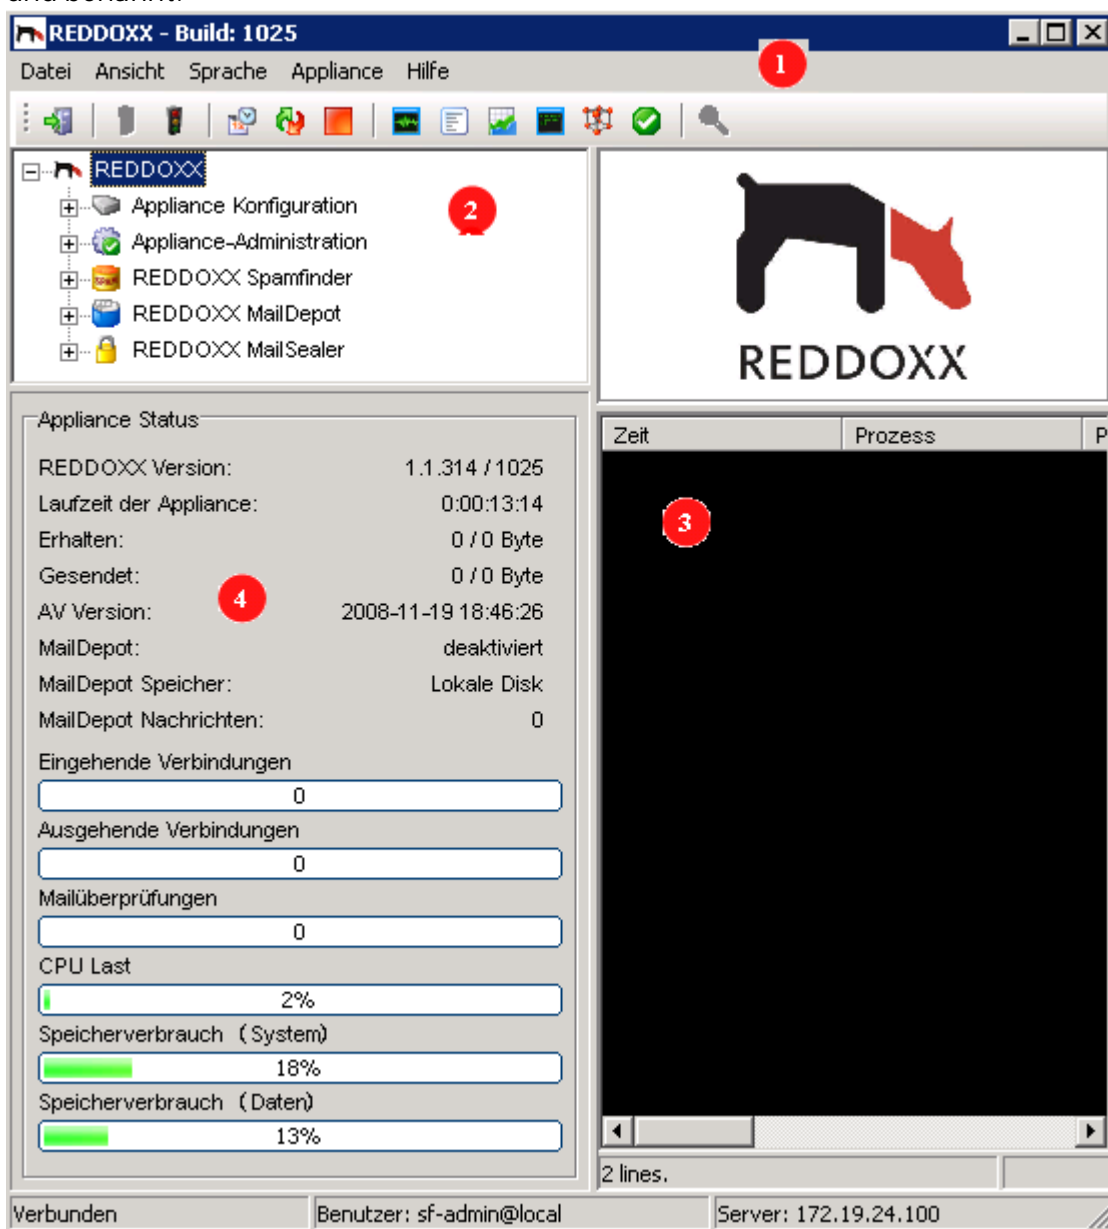 REDDOXX - Build: 1025
Datei Ansicht Sprache Appliance Hilfe
1
REDDOXX
Appliance Konfiguration
2
Appliance-Administration
REDDOXX Spamfinder
REDDOXX MailDepot
REDDOXX MailSealer
REDDOXX
Appliance Status
REDDOXX Version: 1.1.314 / 1025
Laufzeit der Appliance: 0:00:13:14
Erhalten: 0 / 0 Byte
Gesendet: 0 / 0 Byte
4
AV Version: 2008-11-19 18:46:26
MailDepot: deaktiviert
MailDepot Speicher: Lokale Disk
MailDepot Nachrichten: 0
Eingehende Verbindungen
0
Ausgehende Verbindungen
0
Mailüberprüfungen
0
CPU Last
2%
Speicherverbrauch (System)
18%
Speicherverbrauch (Daten)
13%
Zeit Prozess P
3
2 lines.
Verbunden Benutzer: sf-admin@local Server: 172.19.24.100